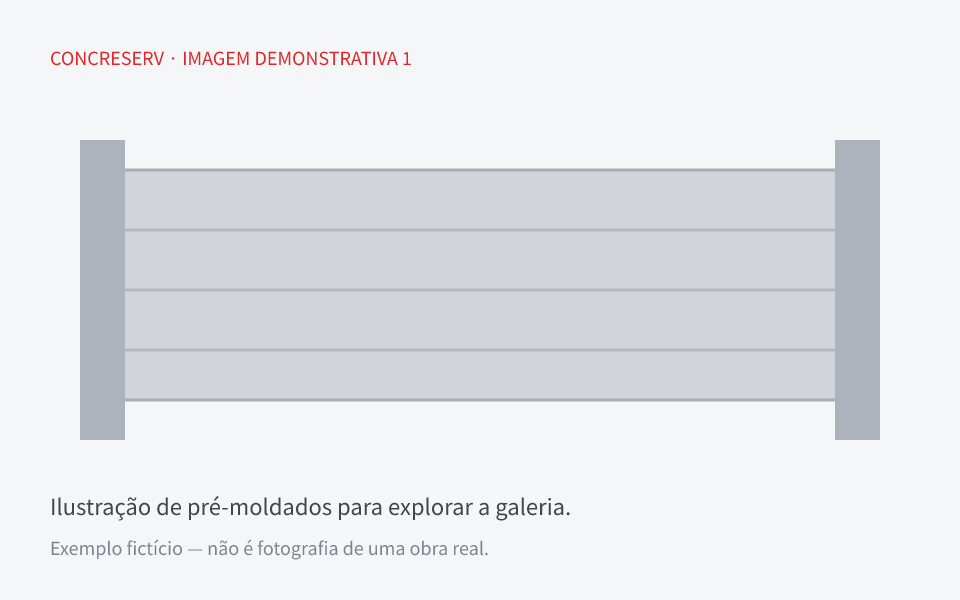 CONCRESERV · IMAGEM DEMONSTRATIVA 1
Ilustração de pré-moldados para explorar a galeria.
Exemplo fictício — não é fotografia de uma obra real.